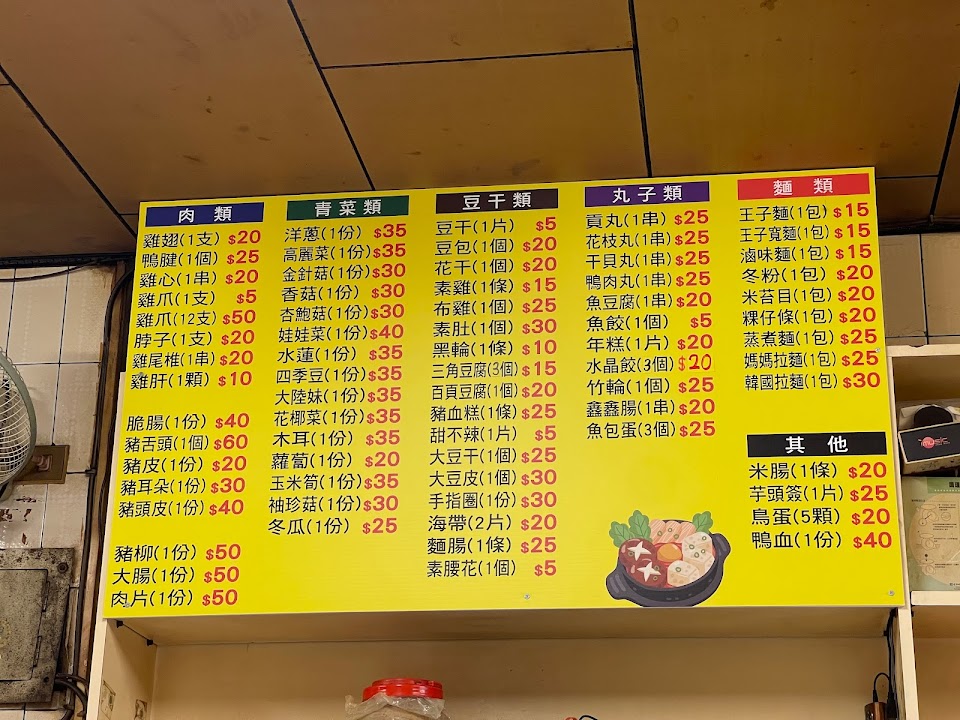 肉類
雞翅(1支) $20
鴨腱(1個) $25
雞心(1串) $20
雞爪(1支) $5
雞爪(12支) $50
脖子(1支) $20
雞尾椎(1串) $20
雞肝(1顆) $10
脆腸(1份) $40
豬舌頭(1個) $60
豬皮(1份) $20
豬耳朵(1份) $30
豬頭皮(1份) $40
豬柳(1份) $50
大腸(1份) $50
肉片(1份) $50
青菜類
洋蔥(1份) $35
高麗菜(1份) $35
金針菇(1份) $30
香菇(1份) $30
杏鮑菇(1份) $30
娃娃菜(1份) $40
水蓮(1份) $35
四季豆(1份) $35
大陸妹(1份) $35
花椰菜(1份) $35
木耳(1份) $35
蘿蔔(1份) $20
玉米筍(1份) $35
袖珍菇(1份) $30
冬瓜(1份) $25
豆干類
豆干(1片) $5
豆包(1個) $20
花干(1個) $20
素雞(1條) $15
布雞(1個) $25
素肚(1個) $30
黑輪(1條) $10
三角豆腐(3個) $15
百頁豆腐(1個) $20
豬血糕(1條) $25
甜不辣(1片) $5
大豆干(1個) $25
大豆皮(1個) $30
手指圈(1份) $30
海帶(2片) $20
麵腸(1條) $25
素腰花(1個) $5
丸子類
貢丸(1串) $25
花枝丸(1串) $25
干貝丸(1串) $25
鴨肉丸(1串) $25
魚豆腐(1串) $20
魚餃(1個) $5
年糕(1片) $20
水晶餃(3個) $20
竹輪(1個) $25
鑫鑫腸(1串) $20
魚包蛋(3個) $25
麵類
王子麵(1包) $15
王子寬麵(1包) $15
滷味麵(1包) $15
冬粉(1包) $20
米苔目(1包) $20
粿仔條(1包) $20
蒸煮麵(1包) $25
媽媽拉麵(1包) $25
韓國拉麵(1包) $30
其他
米腸(1條) $20
芋頭簽(1片) $25
鳥蛋(5顆) $20
鴨血(1份) $40